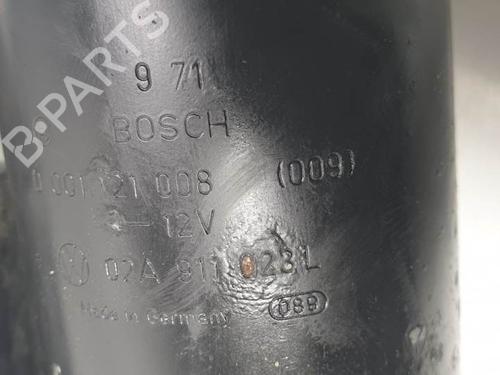 B-PARTS
9 71
BOSCH
0 001 121 008 (009)
12V
02A 911 023L
Made in Germany 088